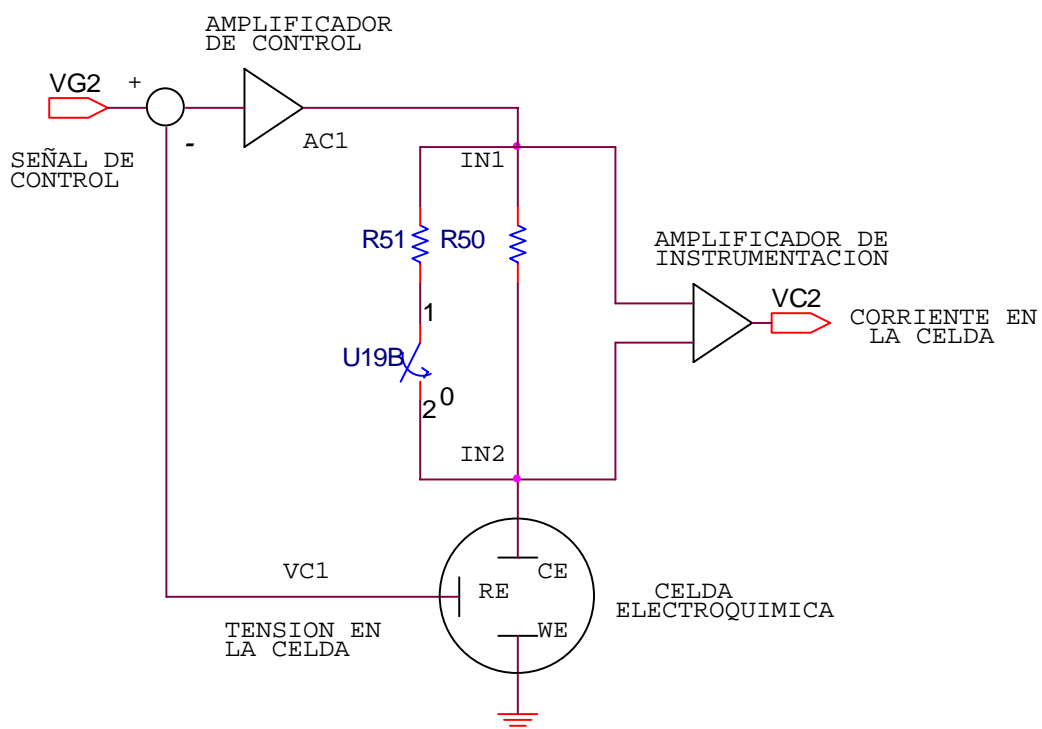 AMPLIFICADOR
DE CONTROL
VG2
+
-
AC1
SEÑAL DE
CONTROL
IN1
R51
R50
AMPLIFICADOR DE
INSTRUMENTACION
VC2
CORRIENTE EN
LA CELDA
1
U19B
2
0
IN2
VC1
RE
CE
WE
CELDA
ELECTROQUIMICA
TENSION EN
LA CELDA